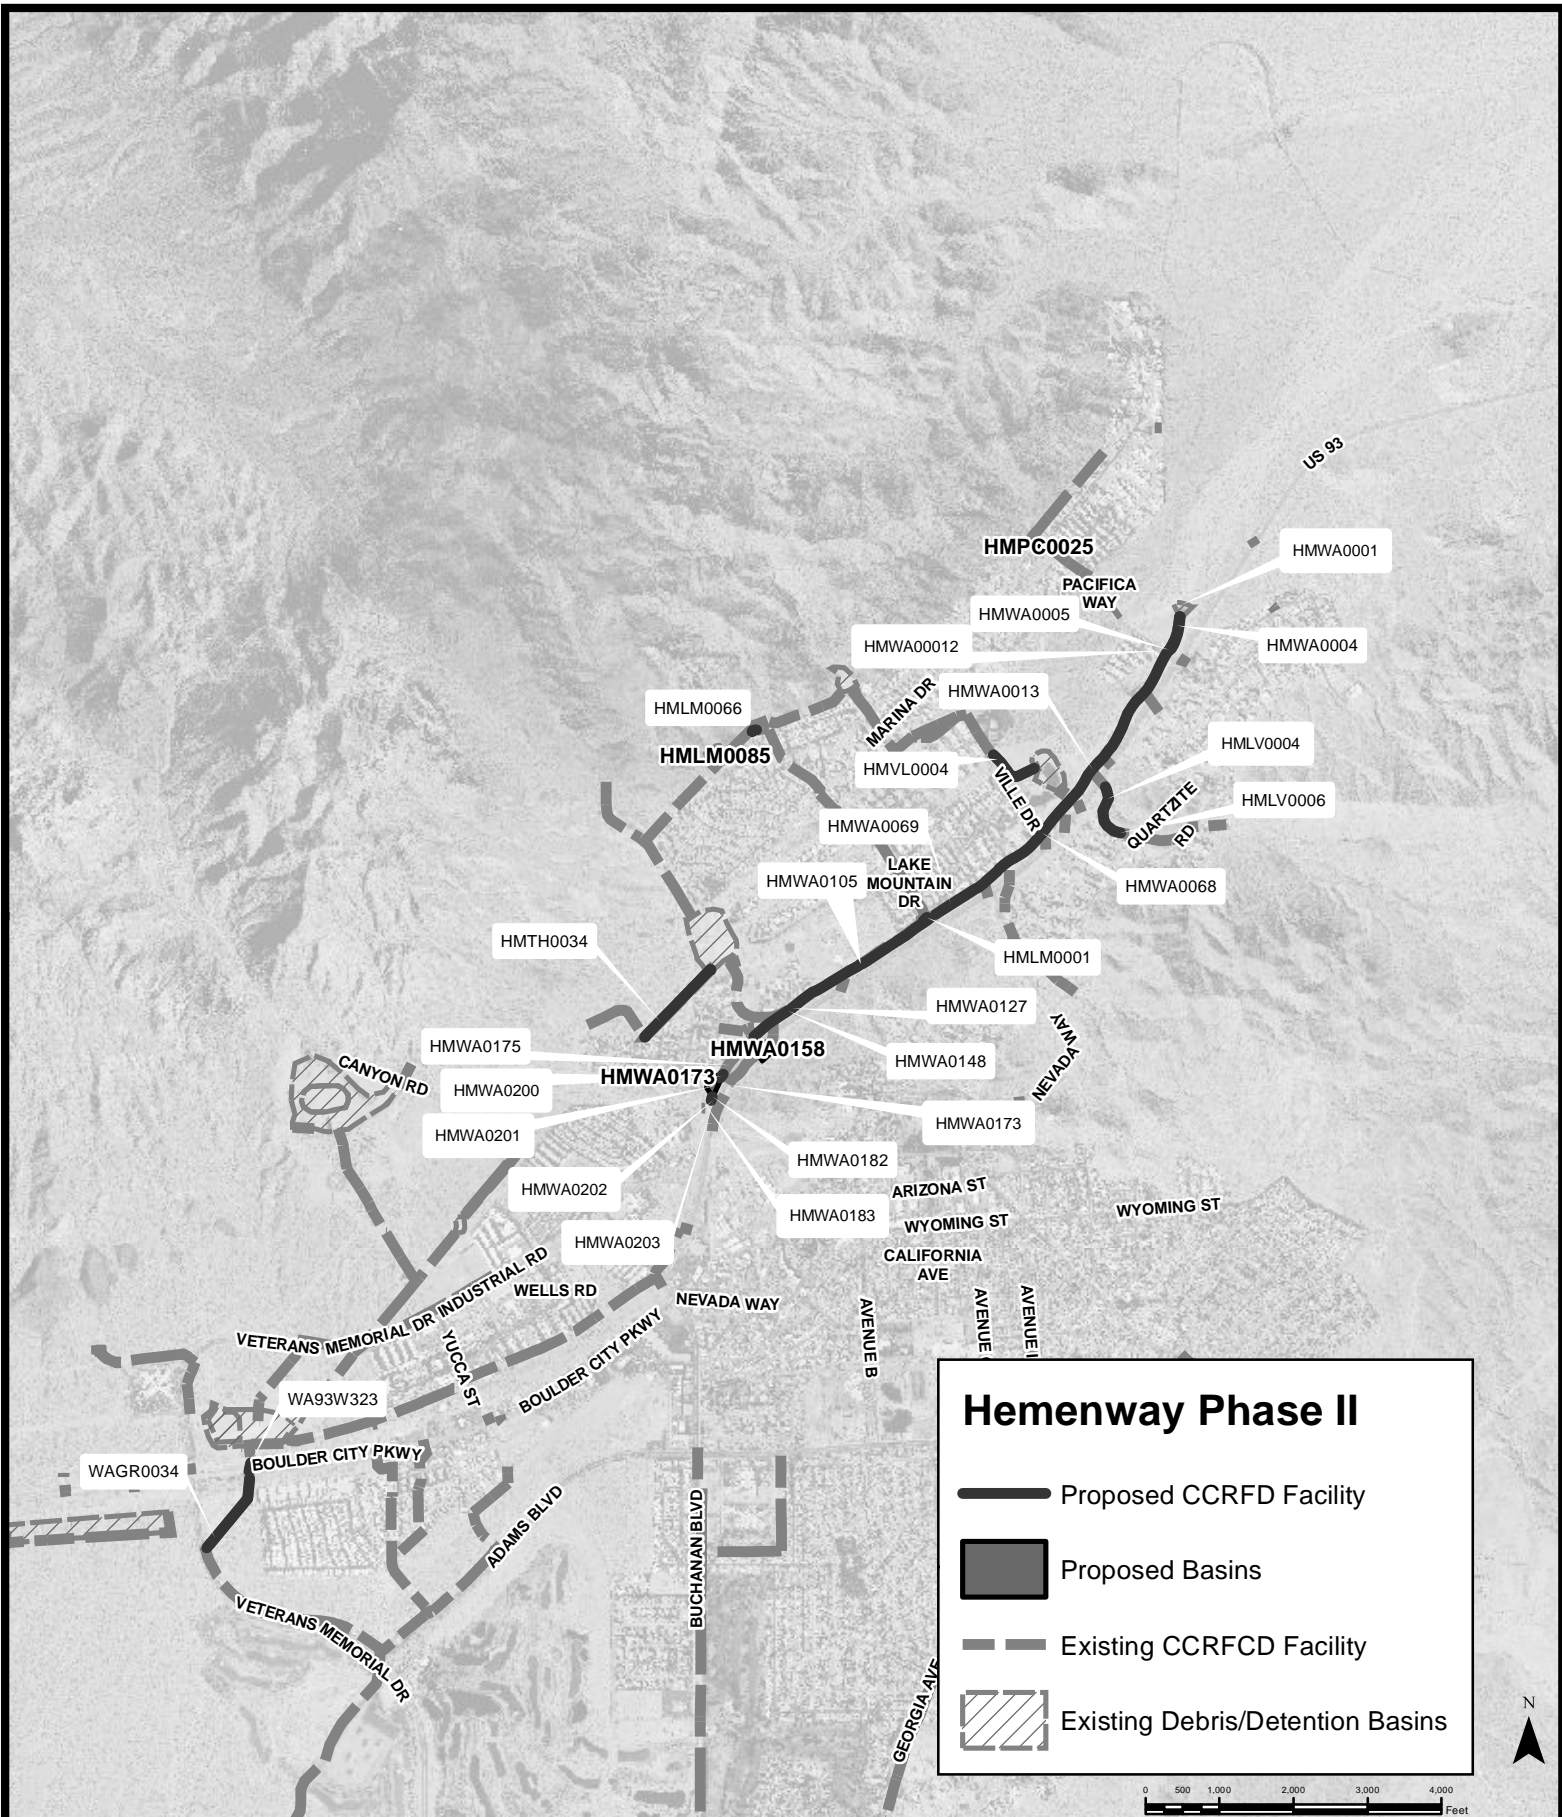 US 93
HMPC0025
HMWA0001
PACIFICA
WAY
HMWA0005
HMWA00012
HMWA0004
HMWA0013
MARINA DR
HMLM0066
HMLM0085
HMVL0004
HMLV0004
VILLE DR
HMLV0006
QUARTZITE
RD
HMWA0069
LAKE
MOUNTAIN
DR
HMWA0105
HMWA0068
HMTH0034
HMLM0001
HMWA0127
HMWA0175
HMWA0158
HMWA0148
NEVADA
WAY
CANYON RD
HMWA0173
HMWA0200
HMWA0173
HMWA0201
HMWA0182
HMWA0202
ARIZONA ST
HMWA0183
WYOMING ST
WYOMING ST
HMWA0203
CALIFORNIA
AVE
INDUSTRIAL RD
WELLS RD
NEVADA WAY
VETERANS MEMORIAL DR
YUCCA ST
BOULDER CITY PKWY
AVENUE B
AVENUE
AVENUE
WA93W323
BOULDER CITY PKWY
WAGR0034
ADAMS BLVD
BUCHANAN BLVD
VETERANS MEMORIAL DR
GEORGIA AVE
Hemenway Phase II
Proposed CCRFD Facility
Proposed Basins
Existing CCRFCD Facility
Existing Debris/Detention Basins
N
0 500 1,000 2,000 3,000 4,000
Feet